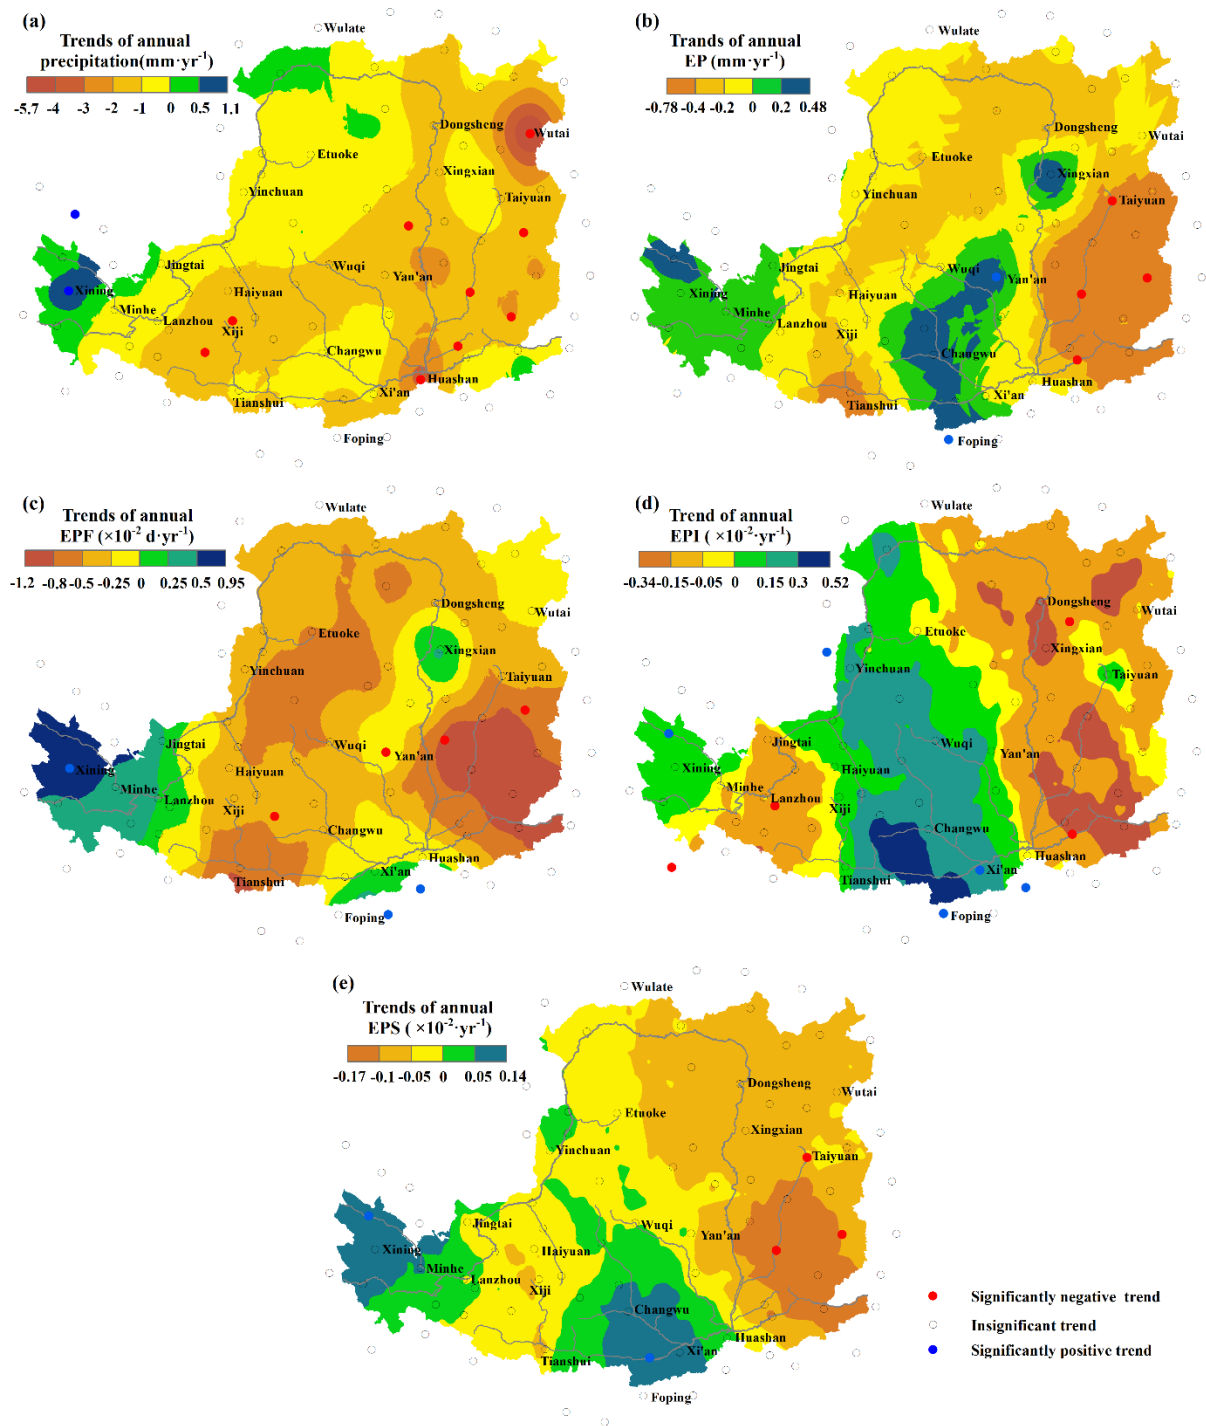 (a)
Trends of annual
precipitation(mm·yr⁻¹)
-5.7 -4 -3 -2 -1 0 0.5 1.1
Wulate
Dongsheng
Wutai
Etuoke
Xingxian
Yinchuan
Taiyuan
Jingtai
Wuqi
Yan'an
Xining
Haiyuan
Minhe
Lanzhou
Xiji
Changwu
Huashan
Tianshui
Xi'an
Foping
(b)
Trands of annual
EP (mm·yr⁻¹)
-0.78 -0.4 -0.2 0 0.2 0.48
Wulate
Dongsheng
Wutai
Etuoke
Xingxian
Yinchuan
Taiyuan
Jingtai
Wuqi
Yan'an
Xining
Haiyuan
Minhe
Lanzhou
Xiji
Changwu
Huashan
Tianshui
Xi'an
Foping
(c)
Trends of annual
EPF (×10⁻² d·yr⁻¹)
-1.2 -0.8 -0.5 -0.25 0 0.25 0.5 0.95
Wulate
Dongsheng
Wutai
Etuoke
Xingxian
Yinchuan
Taiyuan
Jingtai
Wuqi
Yan'an
Xining
Haiyuan
Minhe
Lanzhou
Xiji
Changwu
Huashan
Xi'an
Tianshui
Foping
(d)
Trend of annual
EPI (×10⁻²·yr⁻¹)
-0.34 -0.15 -0.05 0 0.15 0.3 0.52
Wulate
Dongsheng
Wutai
Etuoke
Xingxian
Yinchuan
Taiyuan
Jingtai
Wuqi
Yan'an
Xining
Haiyuan
Minhe
Lanzhou
Xiji
Changwu
Huashan
Tianshui
Xi'an
Foping
(e)
Trends of annual
EPS (×10⁻²·yr⁻¹)
-0.17 -0.1 -0.05 0 0.05 0.14
Wulate
Dongsheng
Wutai
Etuoke
Xingxian
Yinchuan
Taiyuan
Jingtai
Wuqi
Yan'an
Xining
Haiyuan
Minhe
Lanzhou
Xiji
Changwu
Huashan
Tianshui
Xi'an
Foping
Significantly negative trend
Insignificant trend
Significantly positive trend